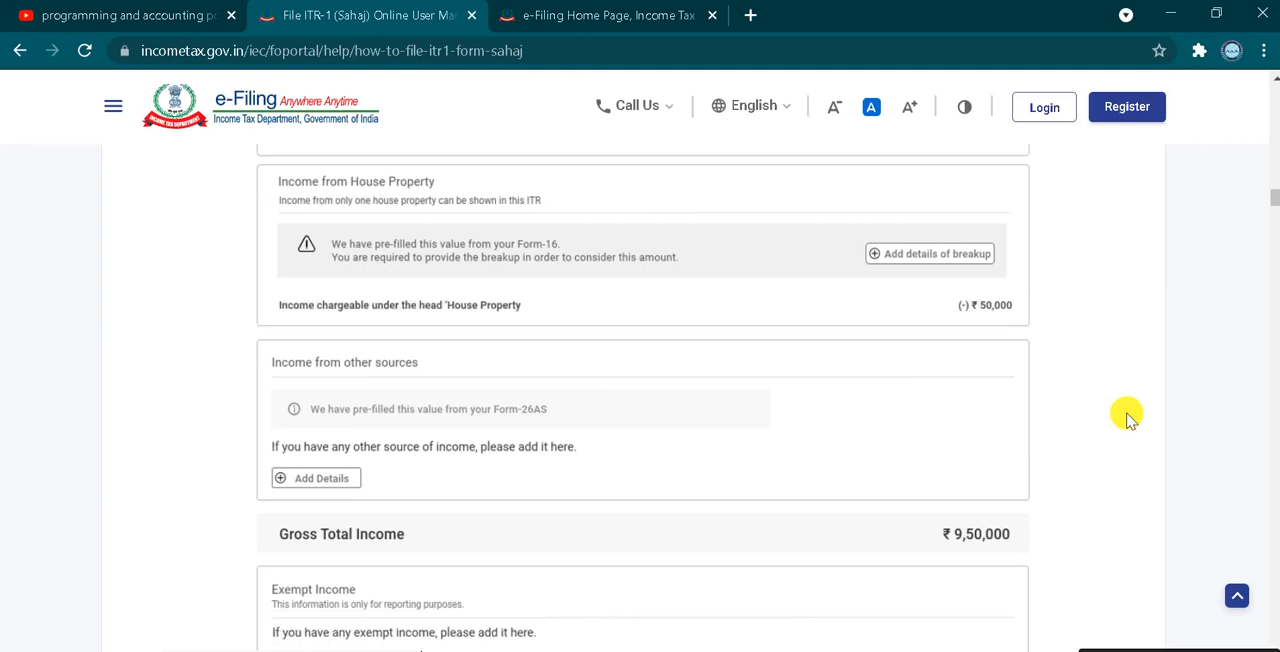 programming and accounting po
File ITR-1 (Sahaj) Online User Ma
e-Filing Home Page, Income Tax
incometax.gov.in/iec/foportal/help/how-to-file-itr1-form-sahaj
e-Filing Anywhere Anytime
Income Tax Department, Government of India
Call Us
English
A-
A
A+
Login
Register
Income from House Property
Income from only one house property can be shown in this ITR
We have pre-filled this value from your Form-16.
You are required to provide the breakup in order to consider this amount.
Add details of breakup
Income chargeable under the head 'House Property
(-) ₹ 50,000
Income from other sources
We have pre-filled this value from your Form-26AS
If you have any other source of income, please add it here.
Add Details
Gross Total Income
₹ 9,50,000
Exempt Income
This information is only for reporting purposes.
If you have any exempt income, please add it here.